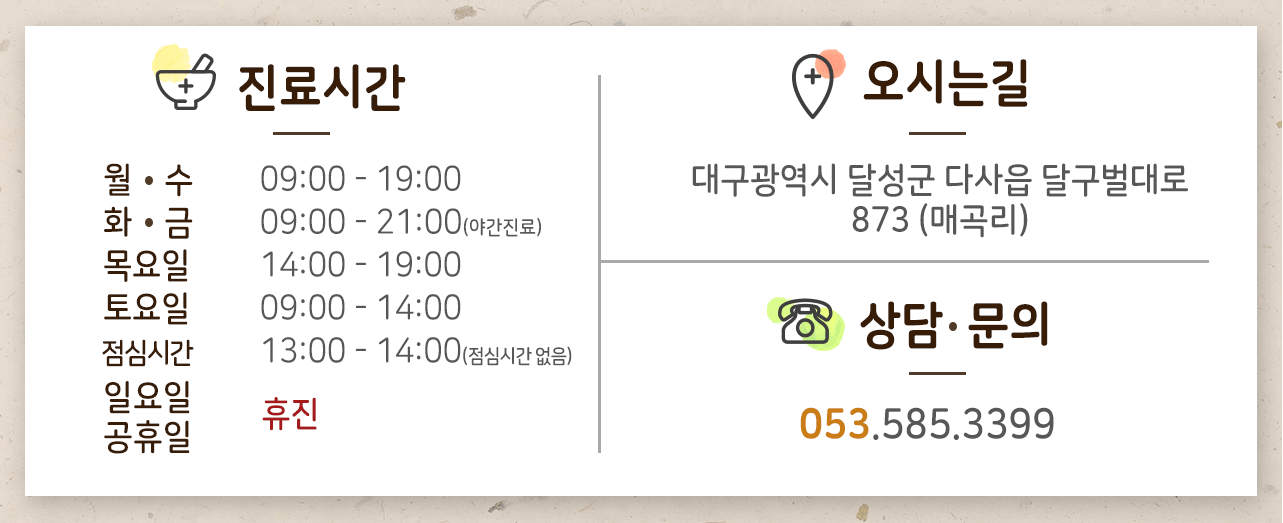 진료시간
월 • 수 09:00 - 19:00
화 • 금 09:00 - 21:00(야간진료)
목요일 14:00 - 19:00
토요일 09:00 - 14:00
점심시간 13:00 - 14:00(점심시간 없음)
일요일
공휴일
휴진
오시는길
대구광역시 달성군 다사읍 달구벌대로
873 (매곡리)
상담·문의
053.585.3399